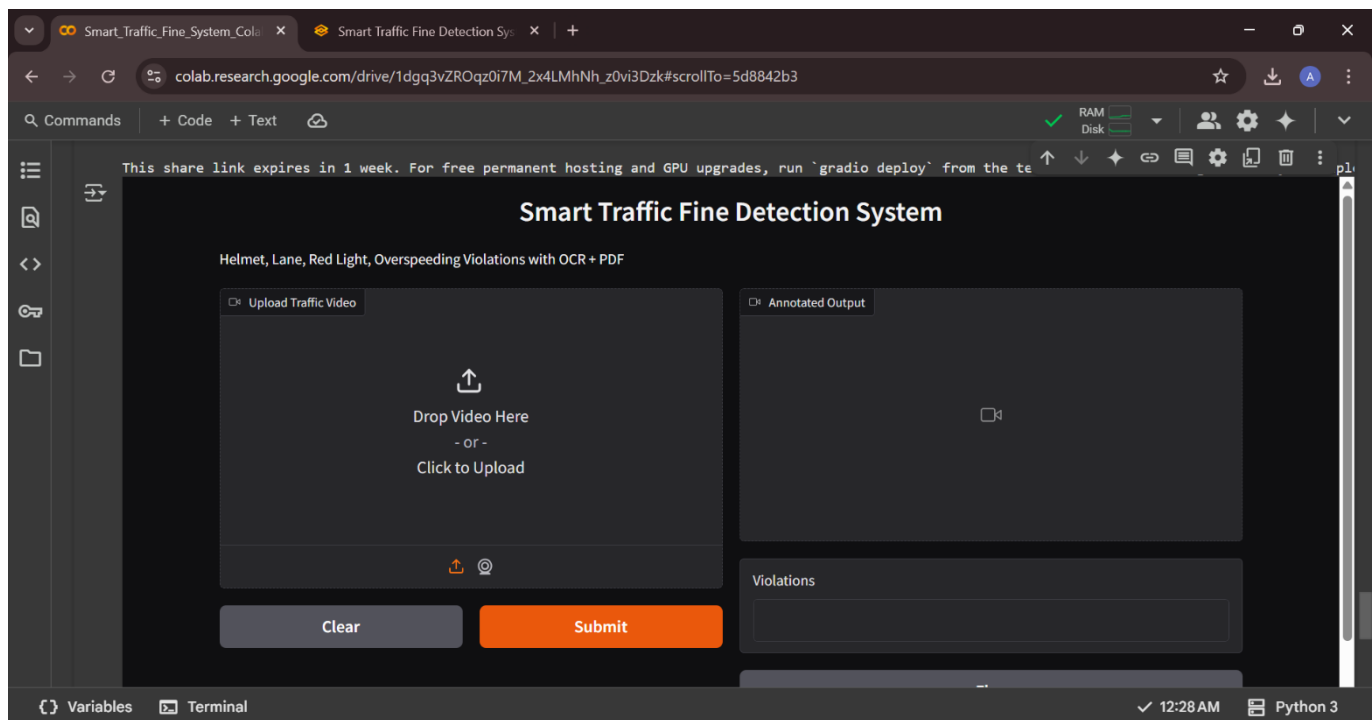 Smart_Traffic_Fine_System_Cola
Smart Traffic Fine Detection Sys
colab.research.google.com/drive/1dgq3vZROqz0i7M_2x4LMhNh_z0vi3Dzk#scrollTo=5d8842b3
A
Commands + Code + Text
RAM
Disk
This share link expires in 1 week. For free permanent hosting and GPU upgrades, run `gradio deploy` from the te
Smart Traffic Fine Detection System
Helmet, Lane, Red Light, Overspeeding Violations with OCR + PDF
Upload Traffic Video
Annotated Output
Drop Video Here
- or -
Click to Upload
Violations
Clear
Submit
Variables Terminal
12:28 AM Python 3